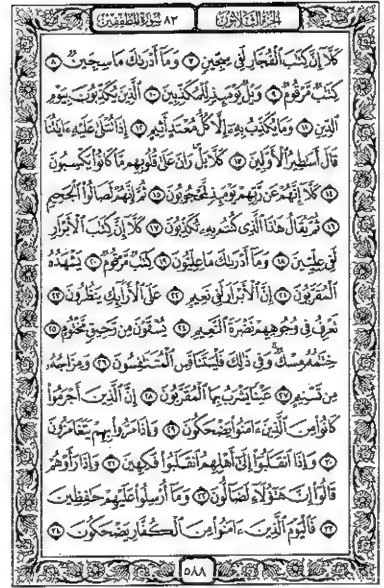 الجزء الثلاثون ٨٣ سورة المطففين
كَلَّا إِنَّ كِتَٰبَ ٱلْفُجَّارِ لَفِى سِجِّينٍ ٧ وَمَآ أَدْرَىٰكَ مَا سِجِّينٌ ٨
كِتَٰبٌ مَّرْقُومٌ ٩ وَيْلٌ يَوْمَئِذٍ لِّلْمُكَذِّبِينَ ١٠ ٱلَّذِينَ يُكَذِّبُونَ بِيَوْمِ
ٱلدِّينِ ١١ وَمَا يُكَذِّبُ بِهِۦٓ إِلَّا كُلُّ مُعْتَدٍ أَثِيمٍ ١٢ إِذَا تُتْلَىٰ عَلَيْهِ ءَايَٰتُنَا
قَالَ أَسَٰطِيرُ ٱلْأَوَّلِينَ ١٣ كَلَّا بَلْ رَانَ عَلَىٰ قُلُوبِهِم مَّا كَانُوا۟ يَكْسِبُونَ
١٤ كَلَّآ إِنَّهُمْ عَن رَّبِّهِمْ يَوْمَئِذٍ لَّمَحْجُوبُونَ ١٥ ثُمَّ إِنَّهُمْ لَصَالُوا۟ ٱلْجَحِيمِ
١٦ ثُمَّ يُقَالُ هَٰذَا ٱلَّذِى كُنتُم بِهِۦ تُكَذِّبُونَ ١٧ كَلَّآ إِنَّ كِتَٰبَ ٱلْأَبْرَارِ
لَفِى عِلِّيِّينَ ١٨ وَمَآ أَدْرَىٰكَ مَا عِلِّيُّونَ ١٩ كِتَٰبٌ مَّرْقُومٌ ٢٠ يَشْهَدُهُ
ٱلْمُقَرَّبُونَ ٢١ إِنَّ ٱلْأَبْرَارَ لَفِى نَعِيمٍ ٢٢ عَلَى ٱلْأَرَآئِكِ يَنظُرُونَ ٢٣
تَعْرِفُ فِى وُجُوهِهِمْ نَضْرَةَ ٱلنَّعِيمِ ٢٤ يُسْقَوْنَ مِن رَّحِيقٍ مَّخْتُومٍ ٢٥
خِتَٰمُهُۥ مِسْكٌ وَفِى ذَٰلِكَ فَلْيَتَنَافَسِ ٱلْمُتَنَٰفِسُونَ ٢٦ وَمِزَاجُهُۥ
مِن تَسْنِيمٍ ٢٧ عَيْنًا يَشْرَبُ بِهَا ٱلْمُقَرَّبُونَ ٢٨ إِنَّ ٱلَّذِينَ أَجْرَمُوا۟
كَانُوا۟ مِنَ ٱلَّذِينَ ءَامَنُوا۟ يَضْحَكُونَ ٢٩ وَإِذَا مَرُّوا۟ بِهِمْ يَتَغَامَزُونَ
٣٠ وَإِذَا ٱنقَلَبُوٓا۟ إِلَىٰٓ أَهْلِهِمُ ٱنقَلَبُوا۟ فَكِهِينَ ٣١ وَإِذَا رَأَوْهُمْ
قَالُوٓا۟ إِنَّ هَٰٓؤُلَآءِ لَضَآلُّونَ ٣٢ وَمَآ أُرْسِلُوا۟ عَلَيْهِمْ حَٰفِظِينَ
٣٣ فَٱلْيَوْمَ ٱلَّذِينَ ءَامَنُوا۟ مِنَ ٱلْكُفَّارِ يَضْحَكُونَ ٣٤
٥٨٨